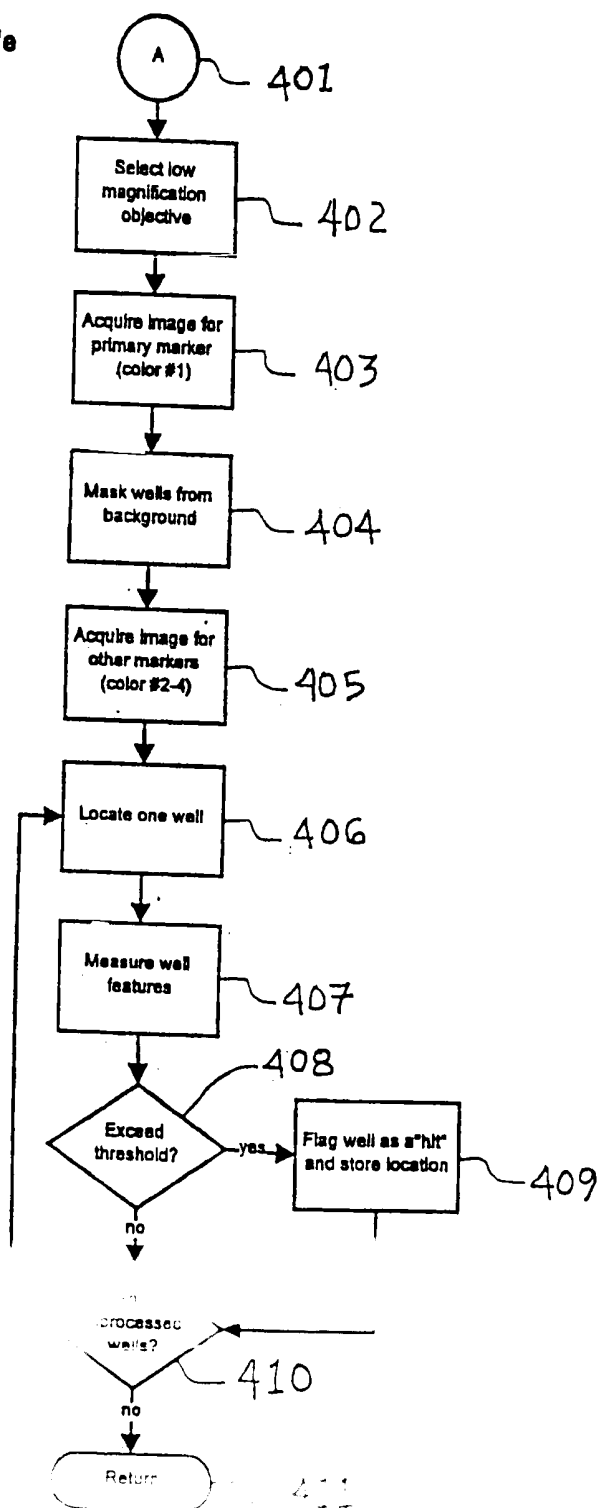 A
401
Select low
magnification
objective
402
Acquire image for
primary marker
(color #1)
403
Mask wells from
background
404
Acquire image for
other markers
(color #2-4)
405
Locate one well
406
Measure well
features
407
408
Exceed
threshold?
yes
Flag well as a "hit"
and store location
409
no
processed
wells?
410
no
Return